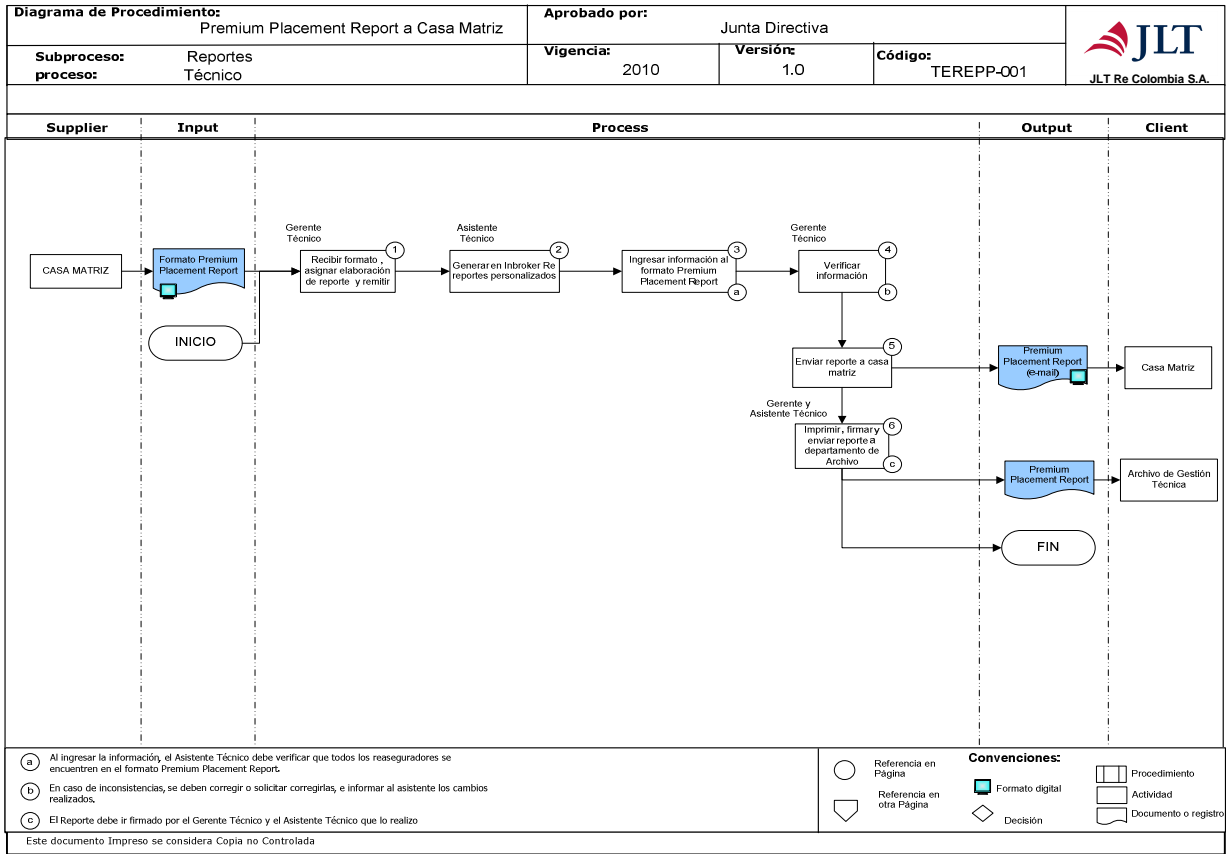 Diagrama de Procedimiento:
Premium Placement Report a Casa Matriz
Aprobado por:
Junta Directiva
Subproceso:
Reportes
proceso:
Técnico
Vigencia:
2010
Versión:
1.0
Código:
TEREPP-001
JLT
JLT Re Colombia S.A.
Supplier
Input
Process
Output
Client
CASA MATRIZ
Formato Premium
Placement Report
INICIO
Gerente
Técnico
1
Recibir formato ,
asignar elaboración
de reporte y remitir
Asistente
Técnico
2
Generar en Inbroker Re
reportes personalizados
3
Ingresar información al
formato Premium
Placement Report
a
Gerente
Técnico
4
Verificar
información
b
5
Enviar reporte a casa
matriz
Premium
Placement Report
(e-mail)
Casa Matriz
Gerente y
Asistente Técnico
6
Imprimir , firmar y
enviar reporte a
departamento de
Archivo
c
Premium
Placement Report
Archivo de Gestión
Técnica
FIN
a Al ingresar la información, el Asistente Técnico debe verificar que todos los reaseguradores se
encuentren en el formato Premium Placement Report.
b En caso de inconsistencias, se deben corregir o solicitar corregirlas, e informar al asistente los cambios
realizados.
c El Reporte debe ir firmado por el Gerente Técnico y el Asistente Técnico que lo realizo
Convenciones:
Referencia en
Página
Referencia en
otra Página
Formato digital
Decisión
Procedimiento
Actividad
Documento o registro
Este documento Impreso se considera Copia no Controlada